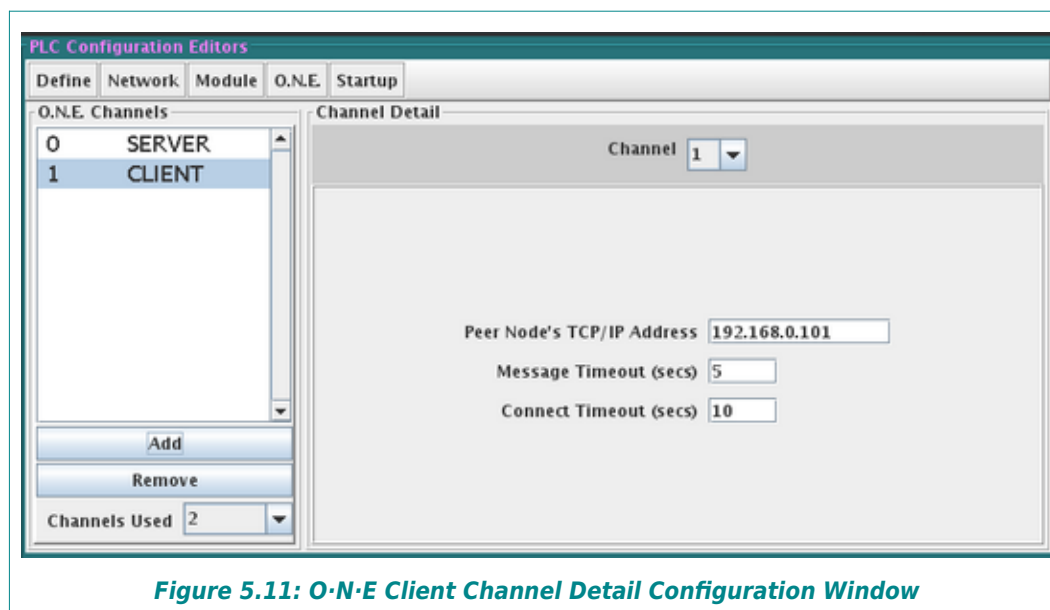 PLC Configuration Editors
Define Network Module O.N.E. Startup
O.N.E. Channels
0 SERVER
1 CLIENT
Add
Remove
Channels Used 2
Channel Detail
Channel 1
Peer Node's TCP/IP Address 192.168.0.101
Message Timeout (secs) 5
Connect Timeout (secs) 10
Figure 5.11: O·N·E Client Channel Detail Configuration Window